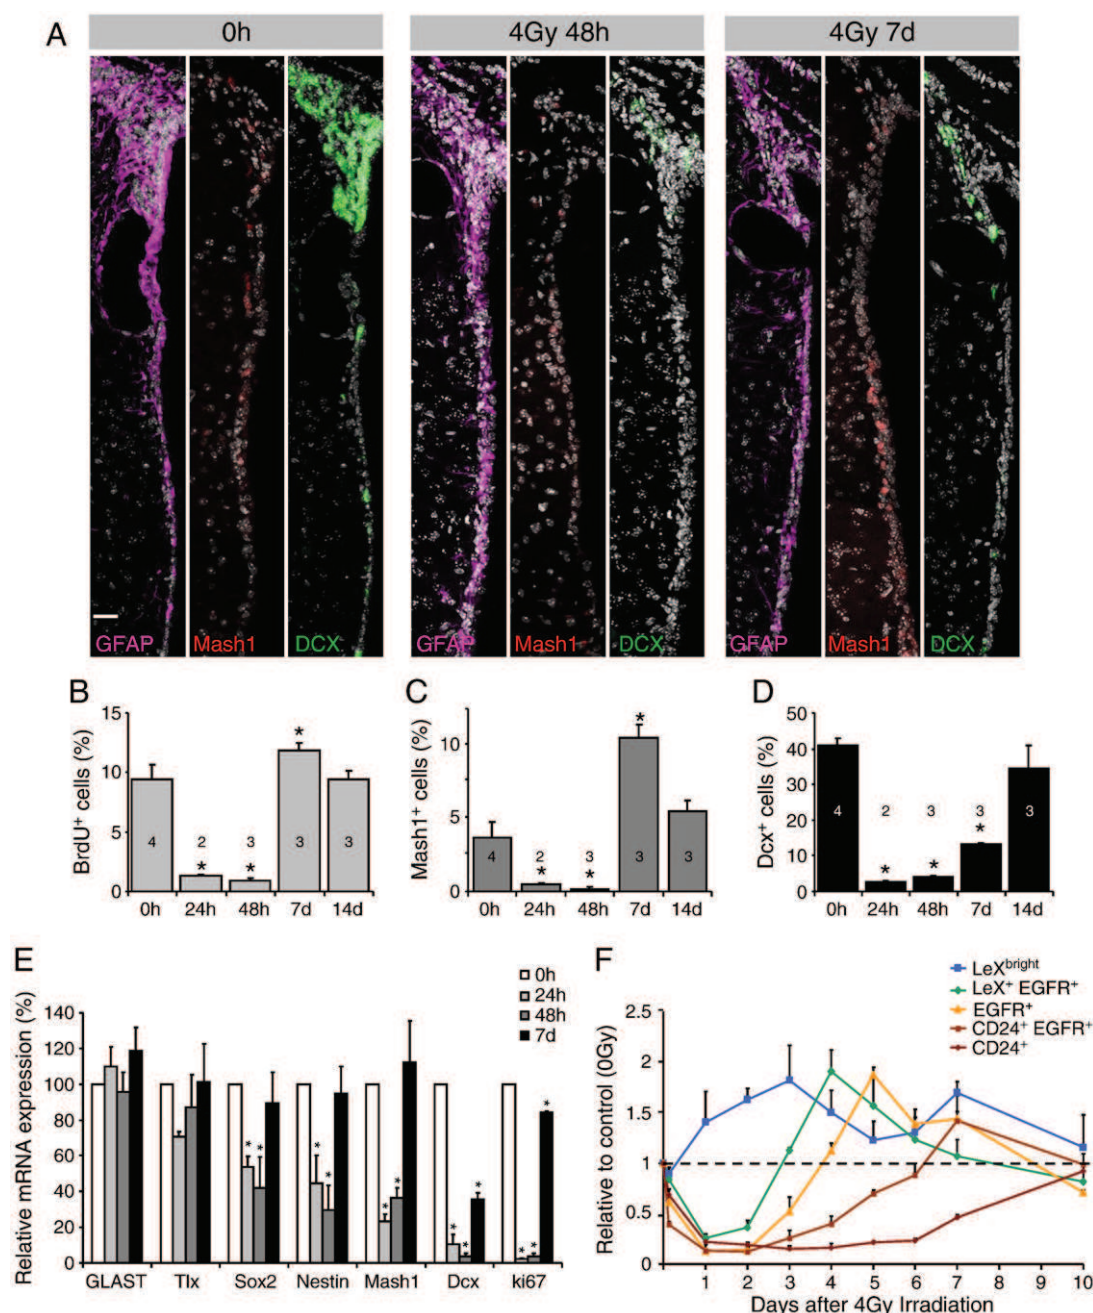 A
0h
4Gy 48h
4Gy 7d
GFAP Mash1 DCX
GFAP Mash1 DCX
GFAP Mash1 DCX
B
BrdU+ cells (%)
15
10
5
0
4 2 3 3 3
* * *
0h 24h 48h 7d 14d
C
Mash1+ cells (%)
10
5
0
4 2 3 3 3
* * *
0h 24h 48h 7d 14d
D
Dcx+ cells (%)
50
40
30
20
10
0
4 2 3 3 3
* * *
0h 24h 48h 7d 14d
E
Relative mRNA expression (%)
140
120
100
80
60
40
20
0
0h
24h
48h
7d
* * * * * * * * * * * *
GLAST Tlx Sox2 Nestin Mash1 Dcx ki67
F
LeXbright
LeX+ EGFR+
EGFR+
CD24+ EGFR+
CD24+
Relative to control (0Gy)
2.5
2
1.5
1
0.5
0
1 2 3 4 5 6 7 8 9 10
Days after 4Gy Irradiation